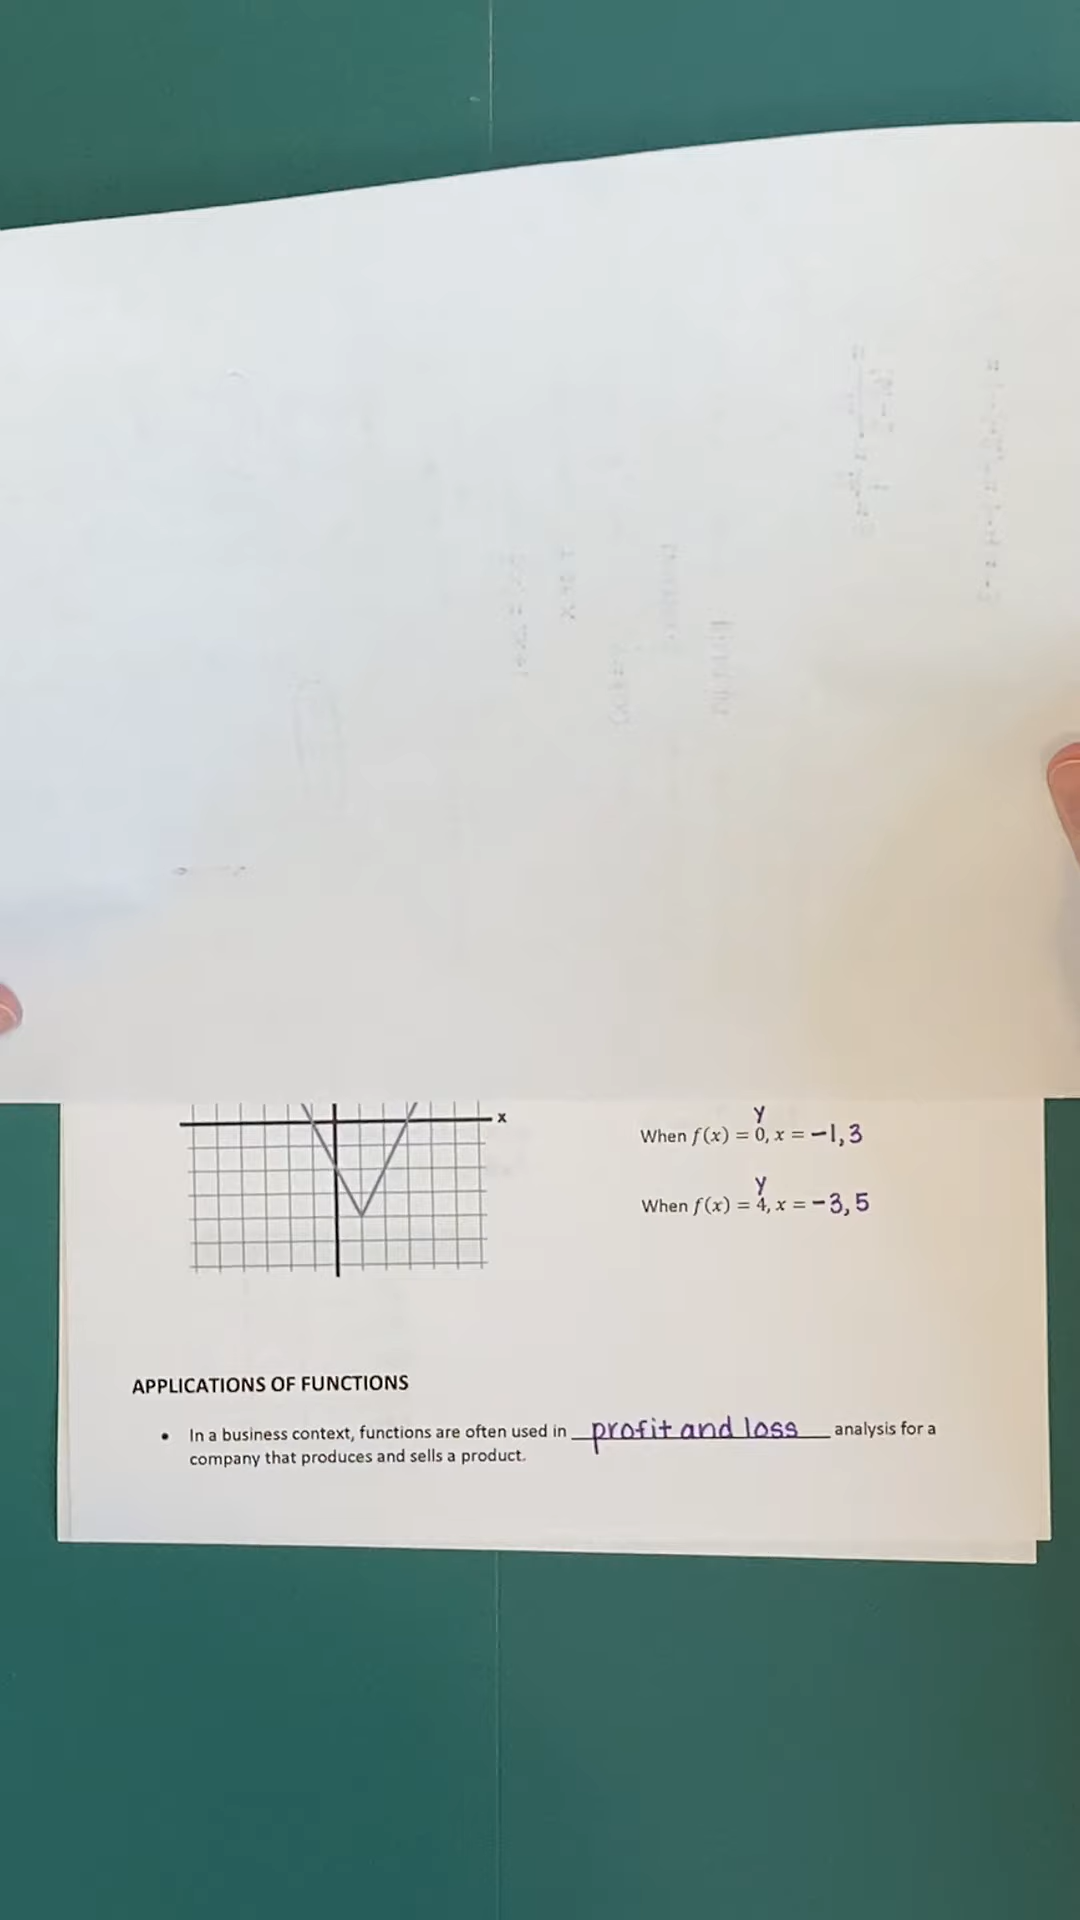 x
y
When f(x) = 0, x = -1, 3
y
When f(x) = 4, x = -3, 5
APPLICATIONS OF FUNCTIONS
• In a business context, functions are often used in profit and loss analysis for a
company that produces and sells a product.